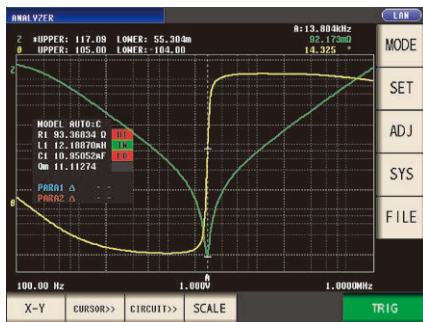 ANALYZER
LAN
A:13.804kHz
Z *UPPER: 117.09 LOWER: 55.304m 92.173mΩ
θ UPPER: 105.00 LOWER:-104.00 14.325 °
Z
MODEL AUTO:C
R1 93.36834 Ω HI
L1 12.18870mH IN
C1 10.95052nF LO
Qm 11.11274
PARA1 Δ - -
PARA2 Δ - -
θ
A
100.00 Hz 1.000V 1.0000MHz
MODE
SET
ADJ
SYS
FILE
X-Y CURSOR>> CIRCUIT>> SCALE TRIG